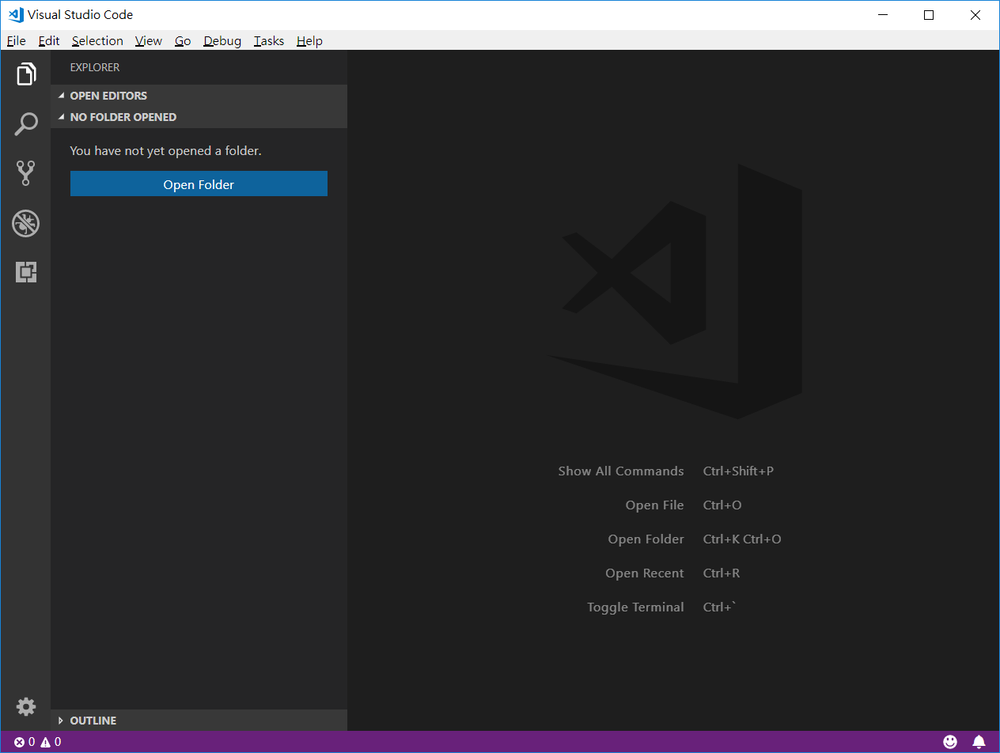 Visual Studio Code
File Edit Selection View Go Debug Tasks Help
EXPLORER
OPEN EDITORS
NO FOLDER OPENED
You have not yet opened a folder.
Open Folder
Show All Commands Ctrl+Shift+P
Open File Ctrl+O
Open Folder Ctrl+K Ctrl+O
Open Recent Ctrl+R
Toggle Terminal Ctrl+`
OUTLINE
0 0